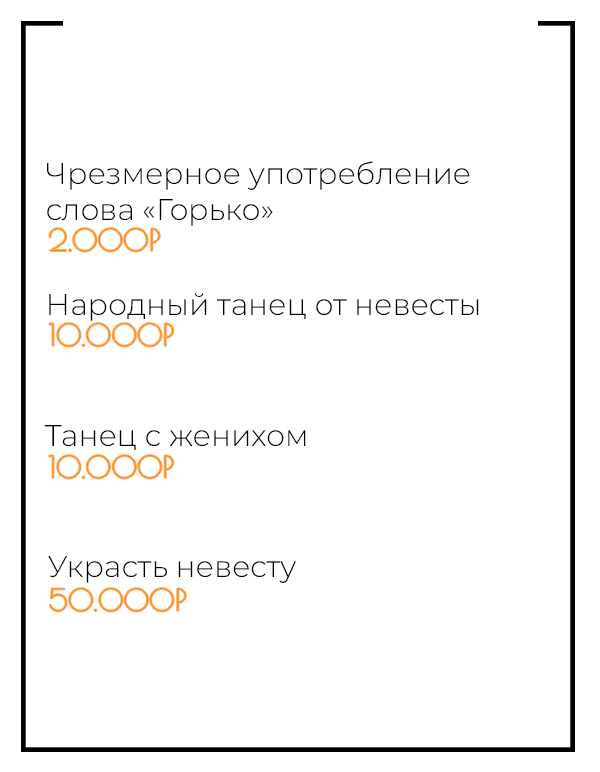 Чрезмерное употребление
слова «Горько»
2.000Р
Народный танец от невесты
10.000Р
Танец с женихом
10.000Р
Украсть невесту
50.000Р